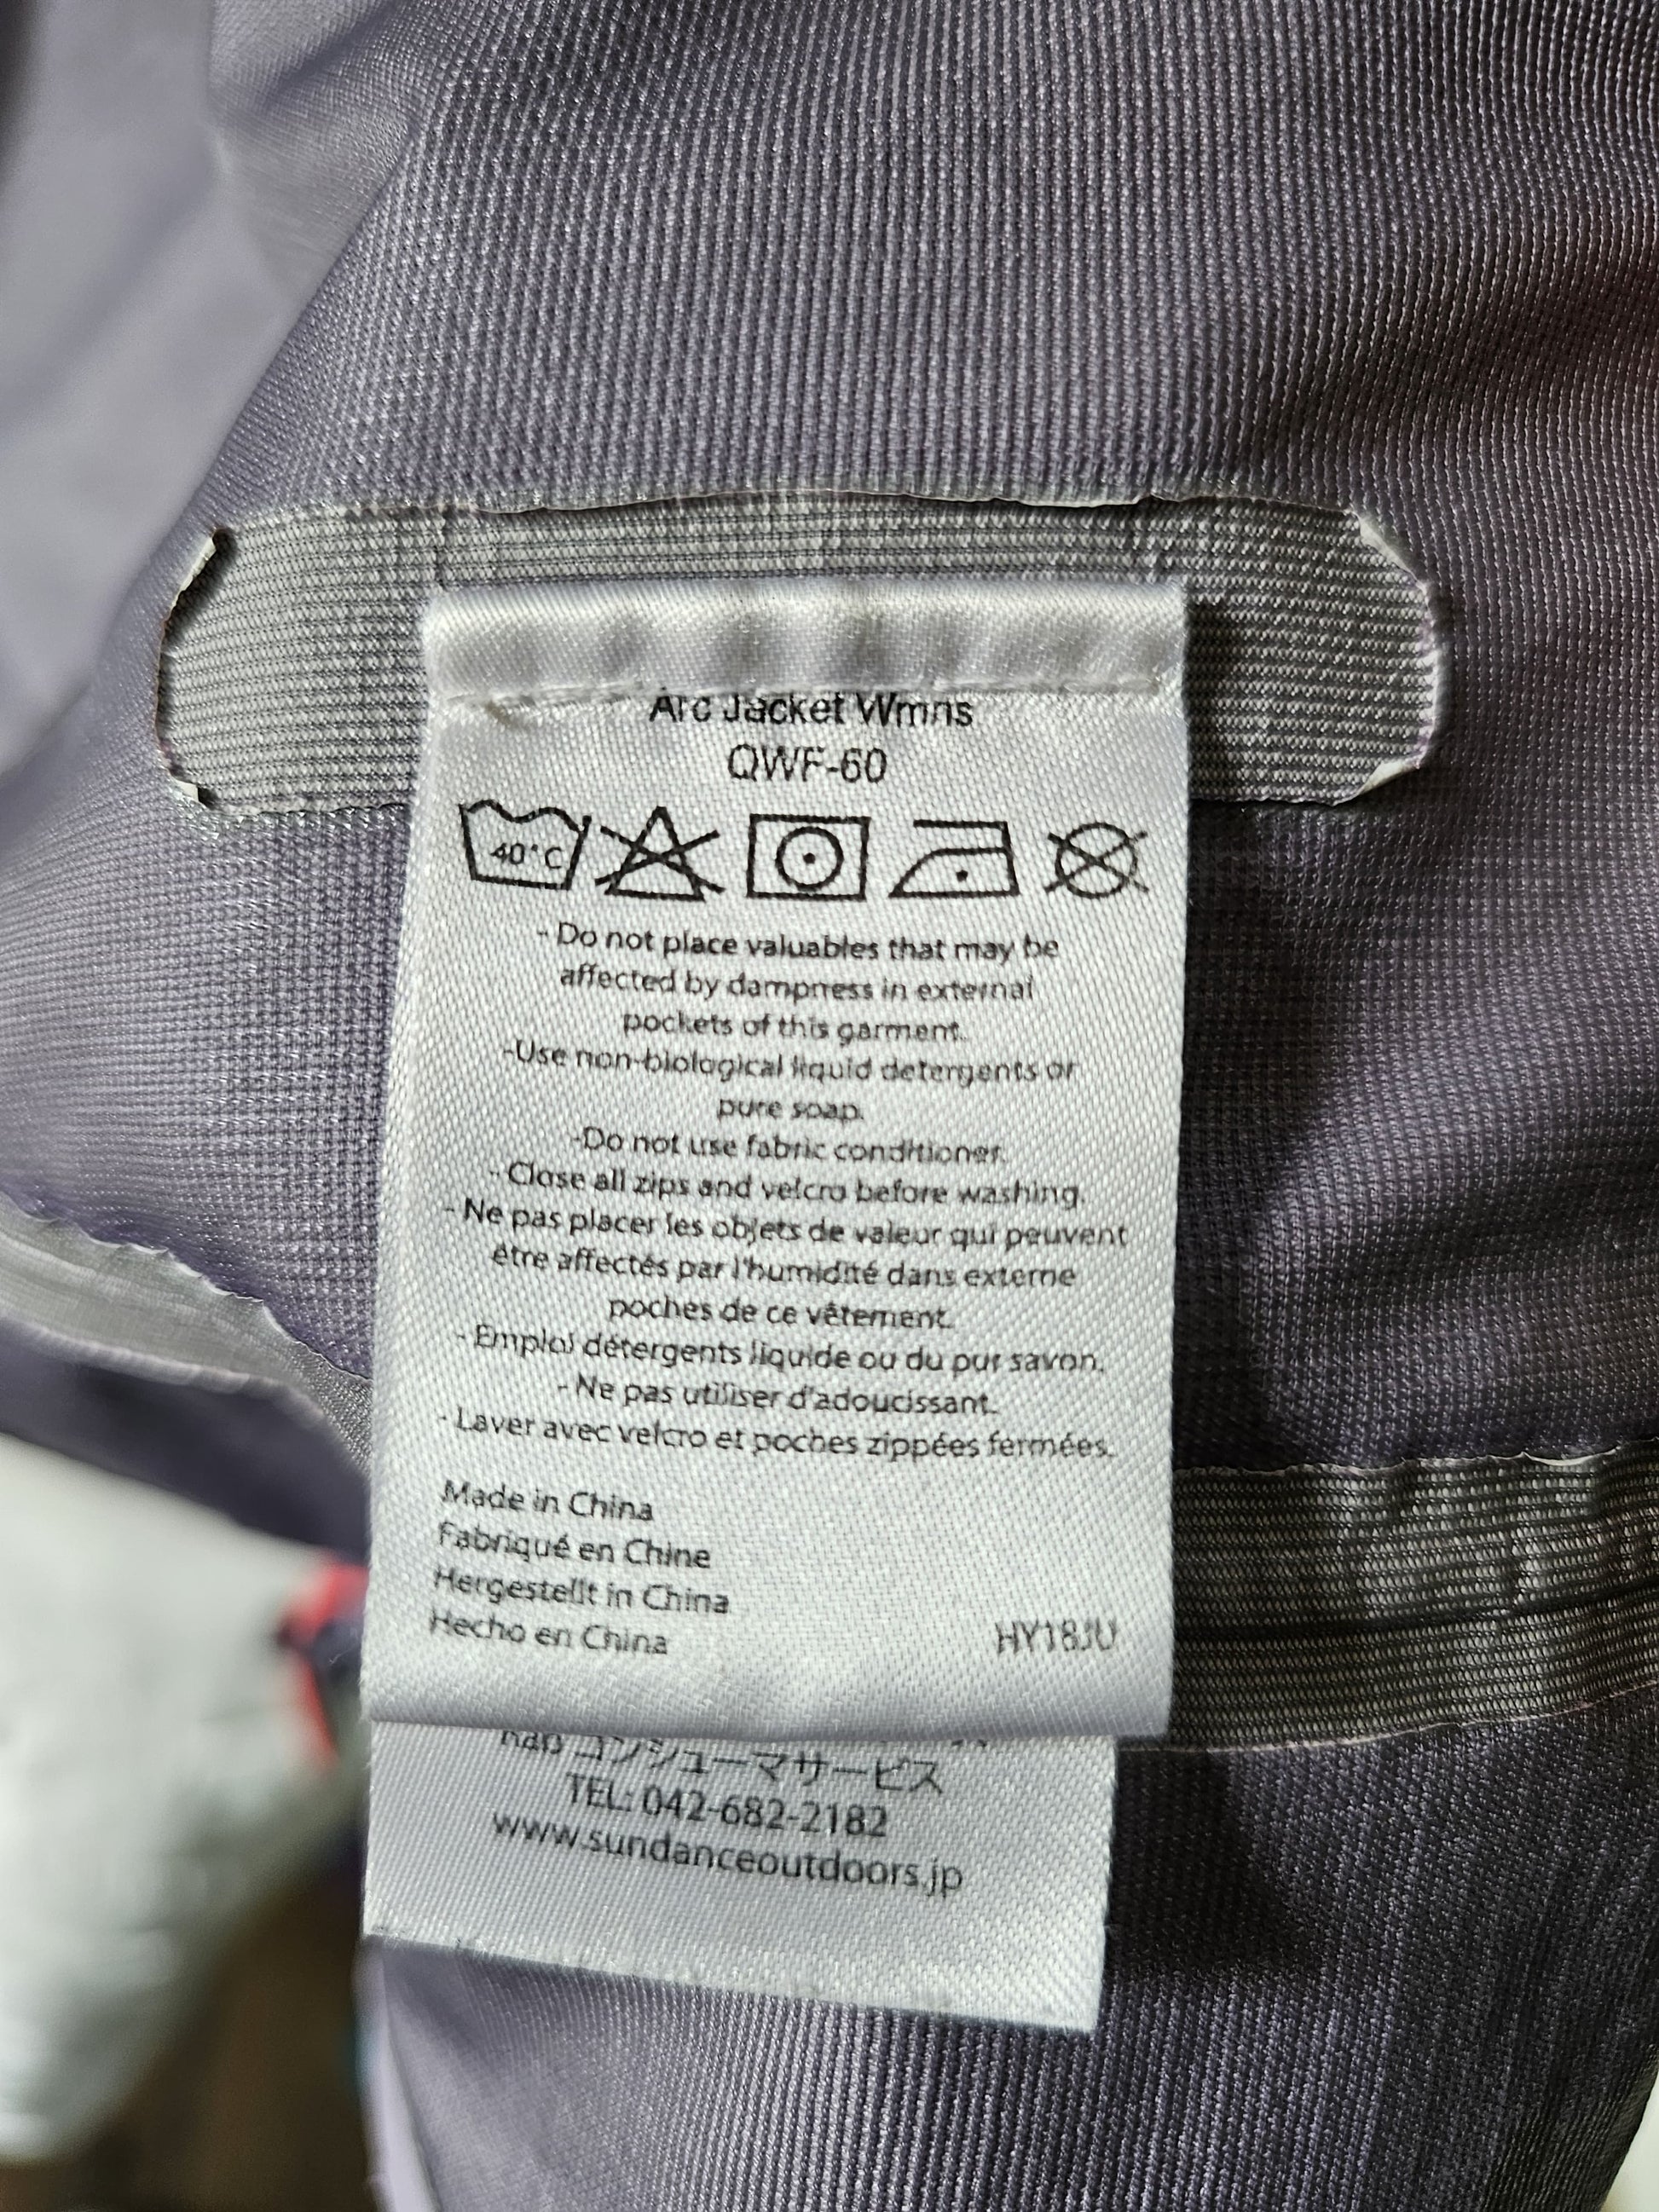 Arc Jacket Wmns
QWF-60
40°C
- Do not place valuables that may be
affected by dampness in external
pockets of this garment.
-Use non-biological liquid detergents or
pure soap.
-Do not use fabric conditioner.
- Close all zips and velcro before washing.
- Ne pas placer les objets de valeur qui peuvent
être affectés par l'humidité dans externe
poches de ce vêtement.
- Emploi détergents liquide ou du pur savon.
- Ne pas utiliser d'adoucissant.
- Laver avec velcro et poches zippées fermées.
Made in China
Fabriqué en Chine
Hergestellt in China
Hecho en China
HY18JU
Rab コンシューマサービス
TEL: 042-682-2182
www.sundanceoutdoors.jp